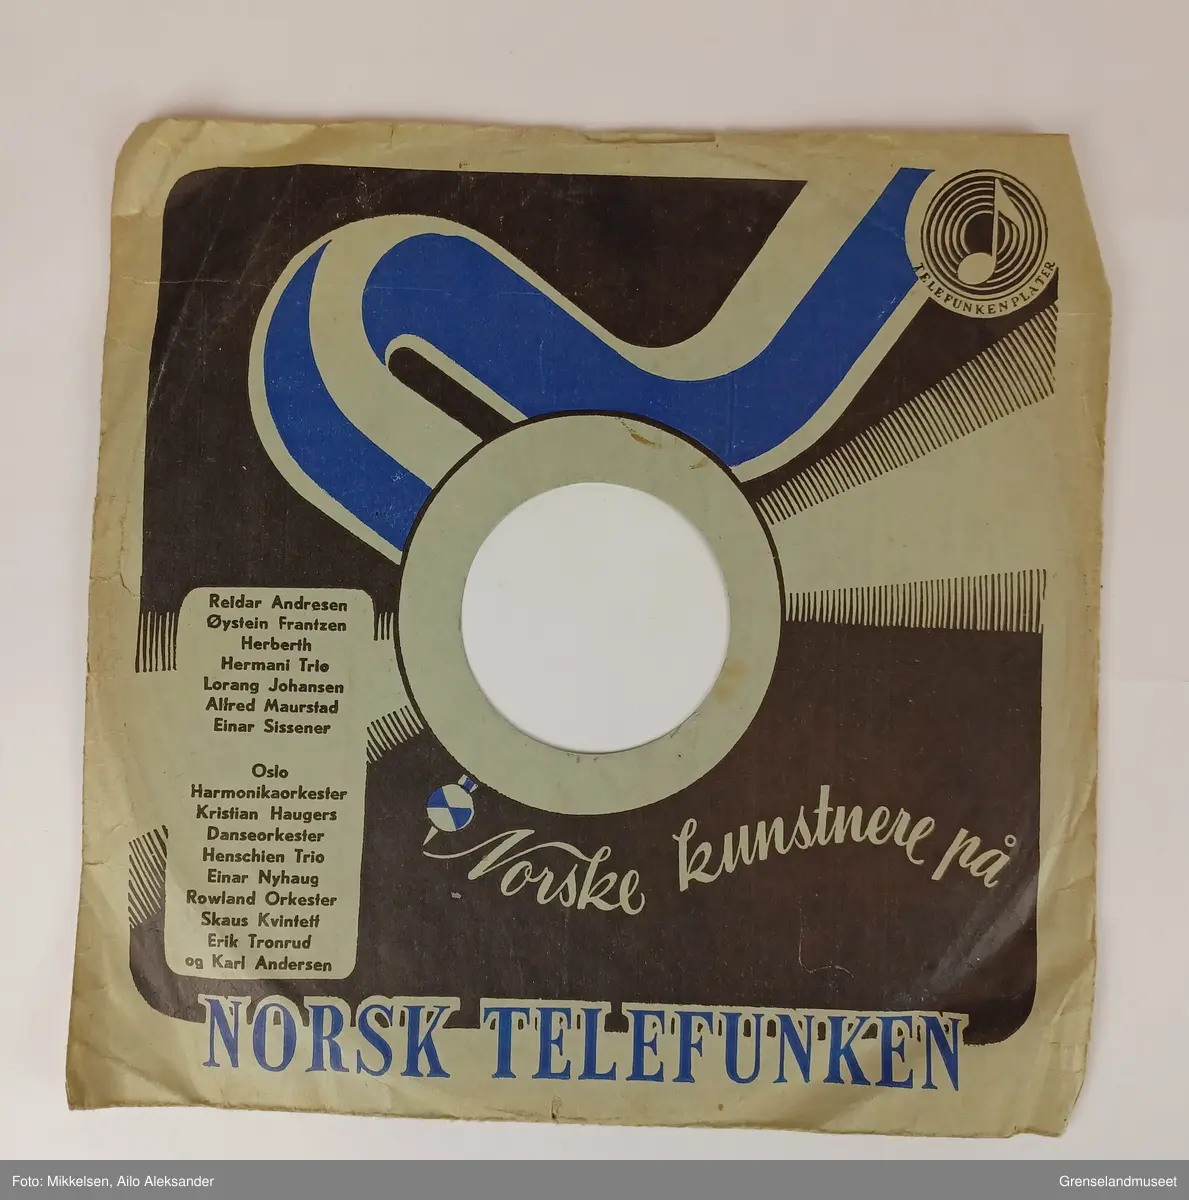 TELEFUNKENPLATER
Reidar Andresen
Øystein Frantzen
Herberth
Hermani Trio
Lorang Johansen
Alfred Maurstad
Einar Sissener
Oslo
Harmonikaorkester
Kristian Haugers
Danseorkester
Henschien Trio
Einar Nyhaug
Rowland Orkester
Skaus Kvintett
Erik Tronrud
og Karl Andersen
Norske kunstnere på
NORSK TELEFUNKEN
Foto: Mikkelsen, Ailo Aleksander
Grenselandmuseet